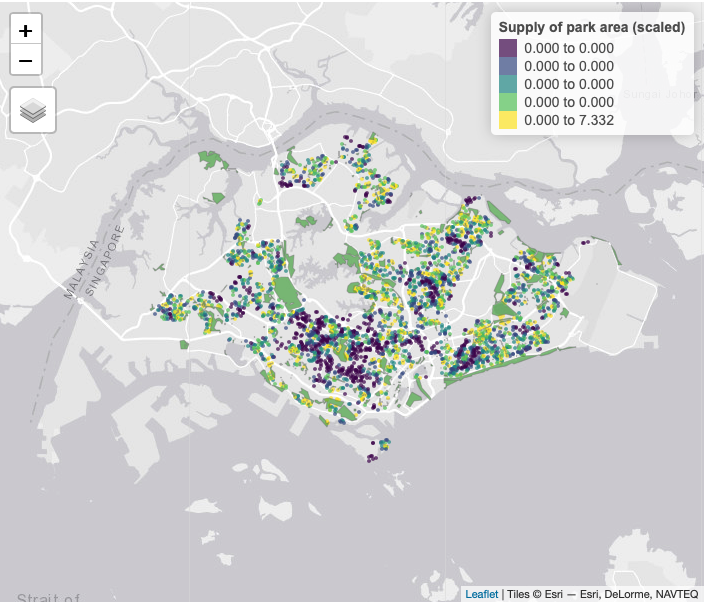 +
−
Supply of park area (scaled)
0.000 to 0.000
0.000 to 0.000
0.000 to 0.000
0.000 to 0.000
0.000 to 7.332
Sungai Johor
MALAYSIA
SINGAPORE
Strait of
Leaflet | Tiles © Esri — Esri, DeLorme, NAVTEQ